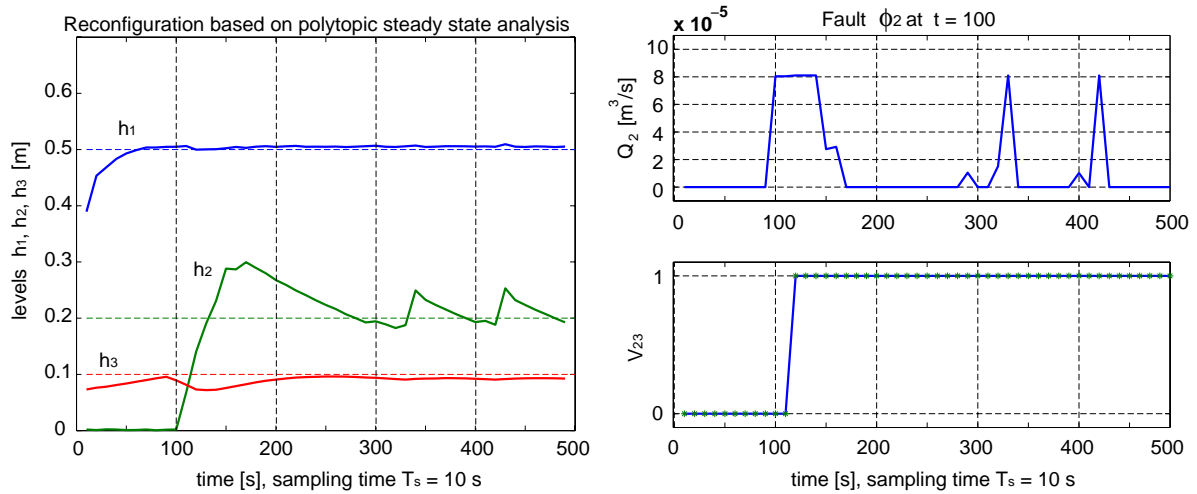 Reconfiguration based on polytopic steady state analysis
levels h1, h2, h3 [m]
0.6
0.5
0.4
0.3
0.2
0.1
0
h1
h2
h3
0 100 200 300 400 500
time [s], sampling time Ts = 10 s
x 10^-5
Fault ϕ2 at t = 100
Q2 [m^3/s]
10
8
6
4
2
0
0 100 200 300 400 500
V23
1
0
0 100 200 300 400 500
time [s], sampling time Ts = 10 s